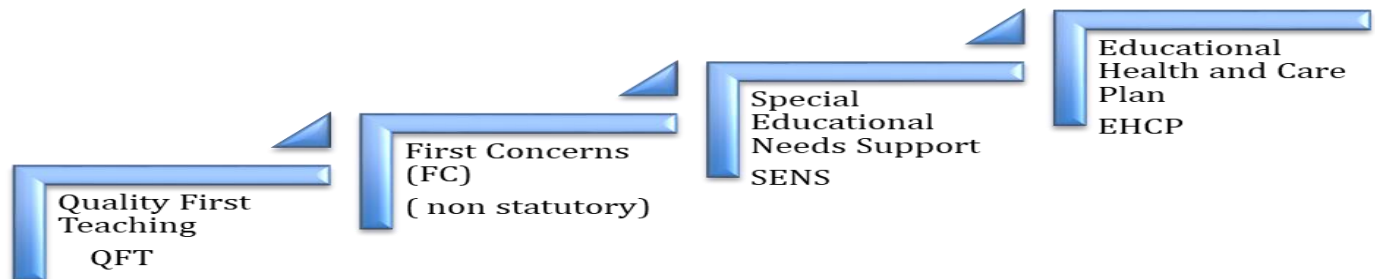 Quality First
Teaching
QFT
First Concerns
(FC)
( non statutory)
Special
Educational
Needs Support
SENS
Educational
Health and Care
Plan
EHCP